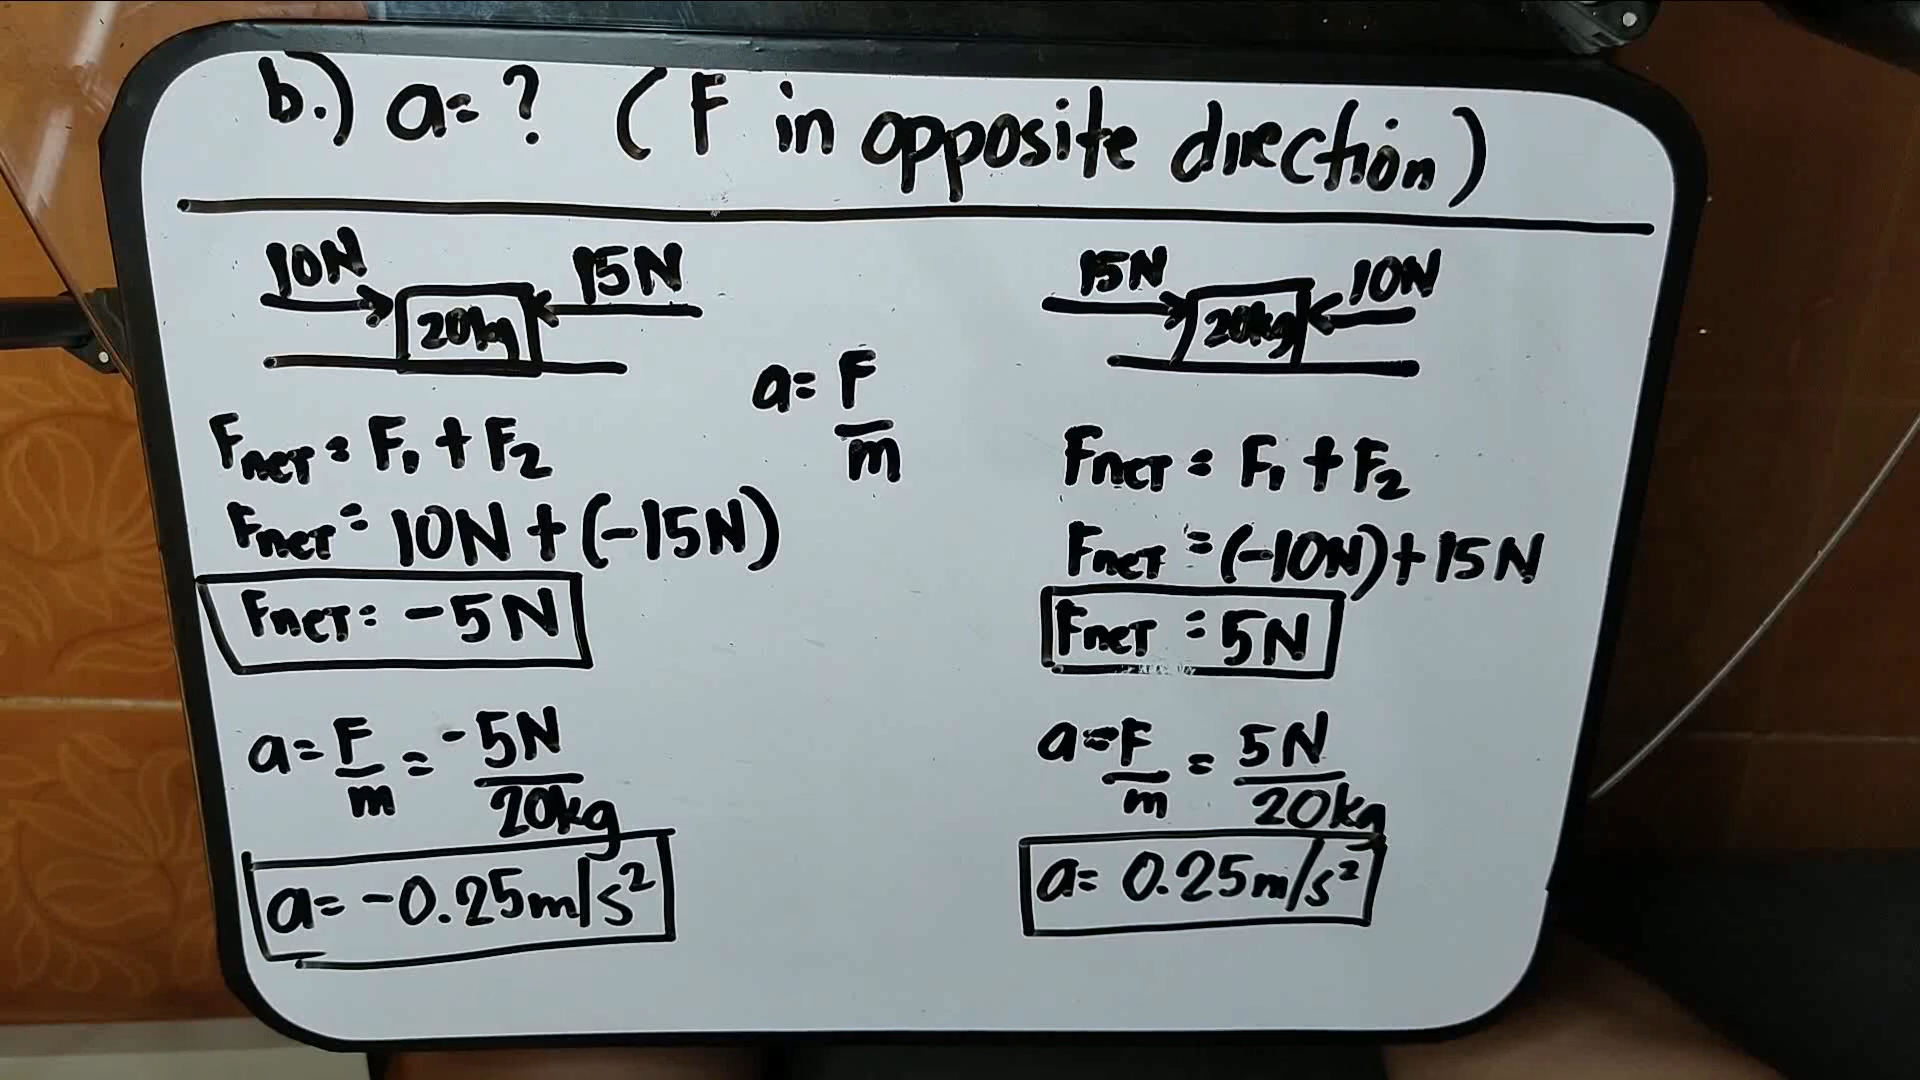 b.) a=? (F in opposite direction)
10N 15N
20kg
Fnet = F1 + F2
Fnet = 10N + (-15N)
Fnet = -5N
a = F/m = -5N/20kg
a = -0.25m/s²
a = F/m
15N 10N
20kg
Fnet = F1 + F2
Fnet = (-10N) + 15N
Fnet = 5N
a = F/m = 5N/20kg
a = 0.25m/s²